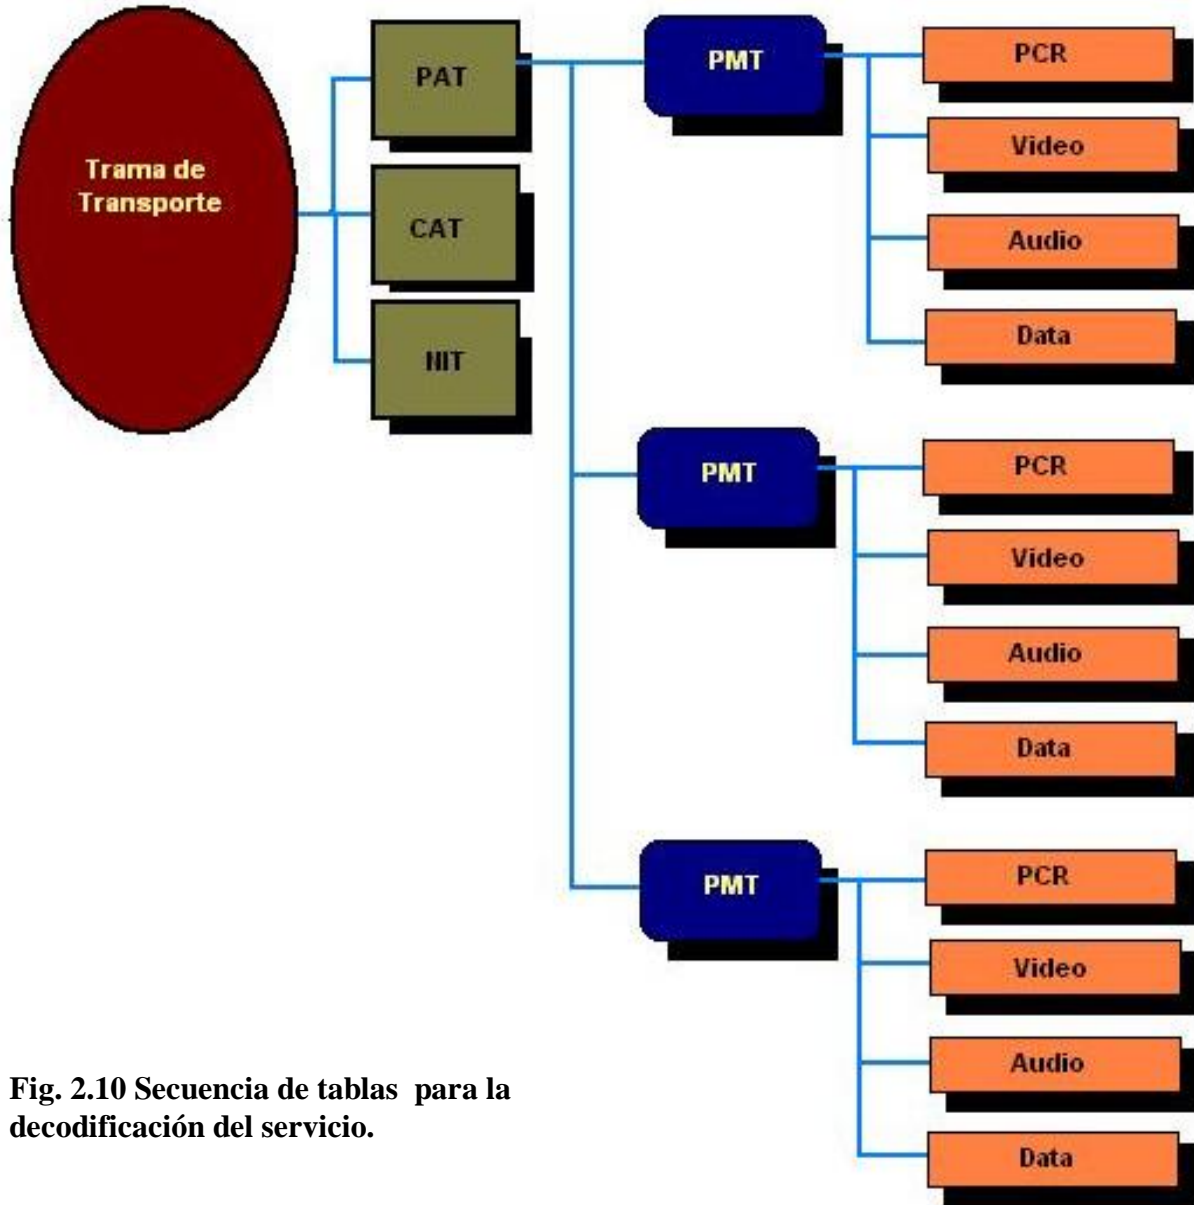 Trama de
Transporte
PAT
CAT
NIT
PMT
PCR
Video
Audio
Data
PMT
PCR
Video
Audio
Data
PMT
PCR
Video
Audio
Data
Fig. 2.10 Secuencia de tablas para la
decodificación del servicio.